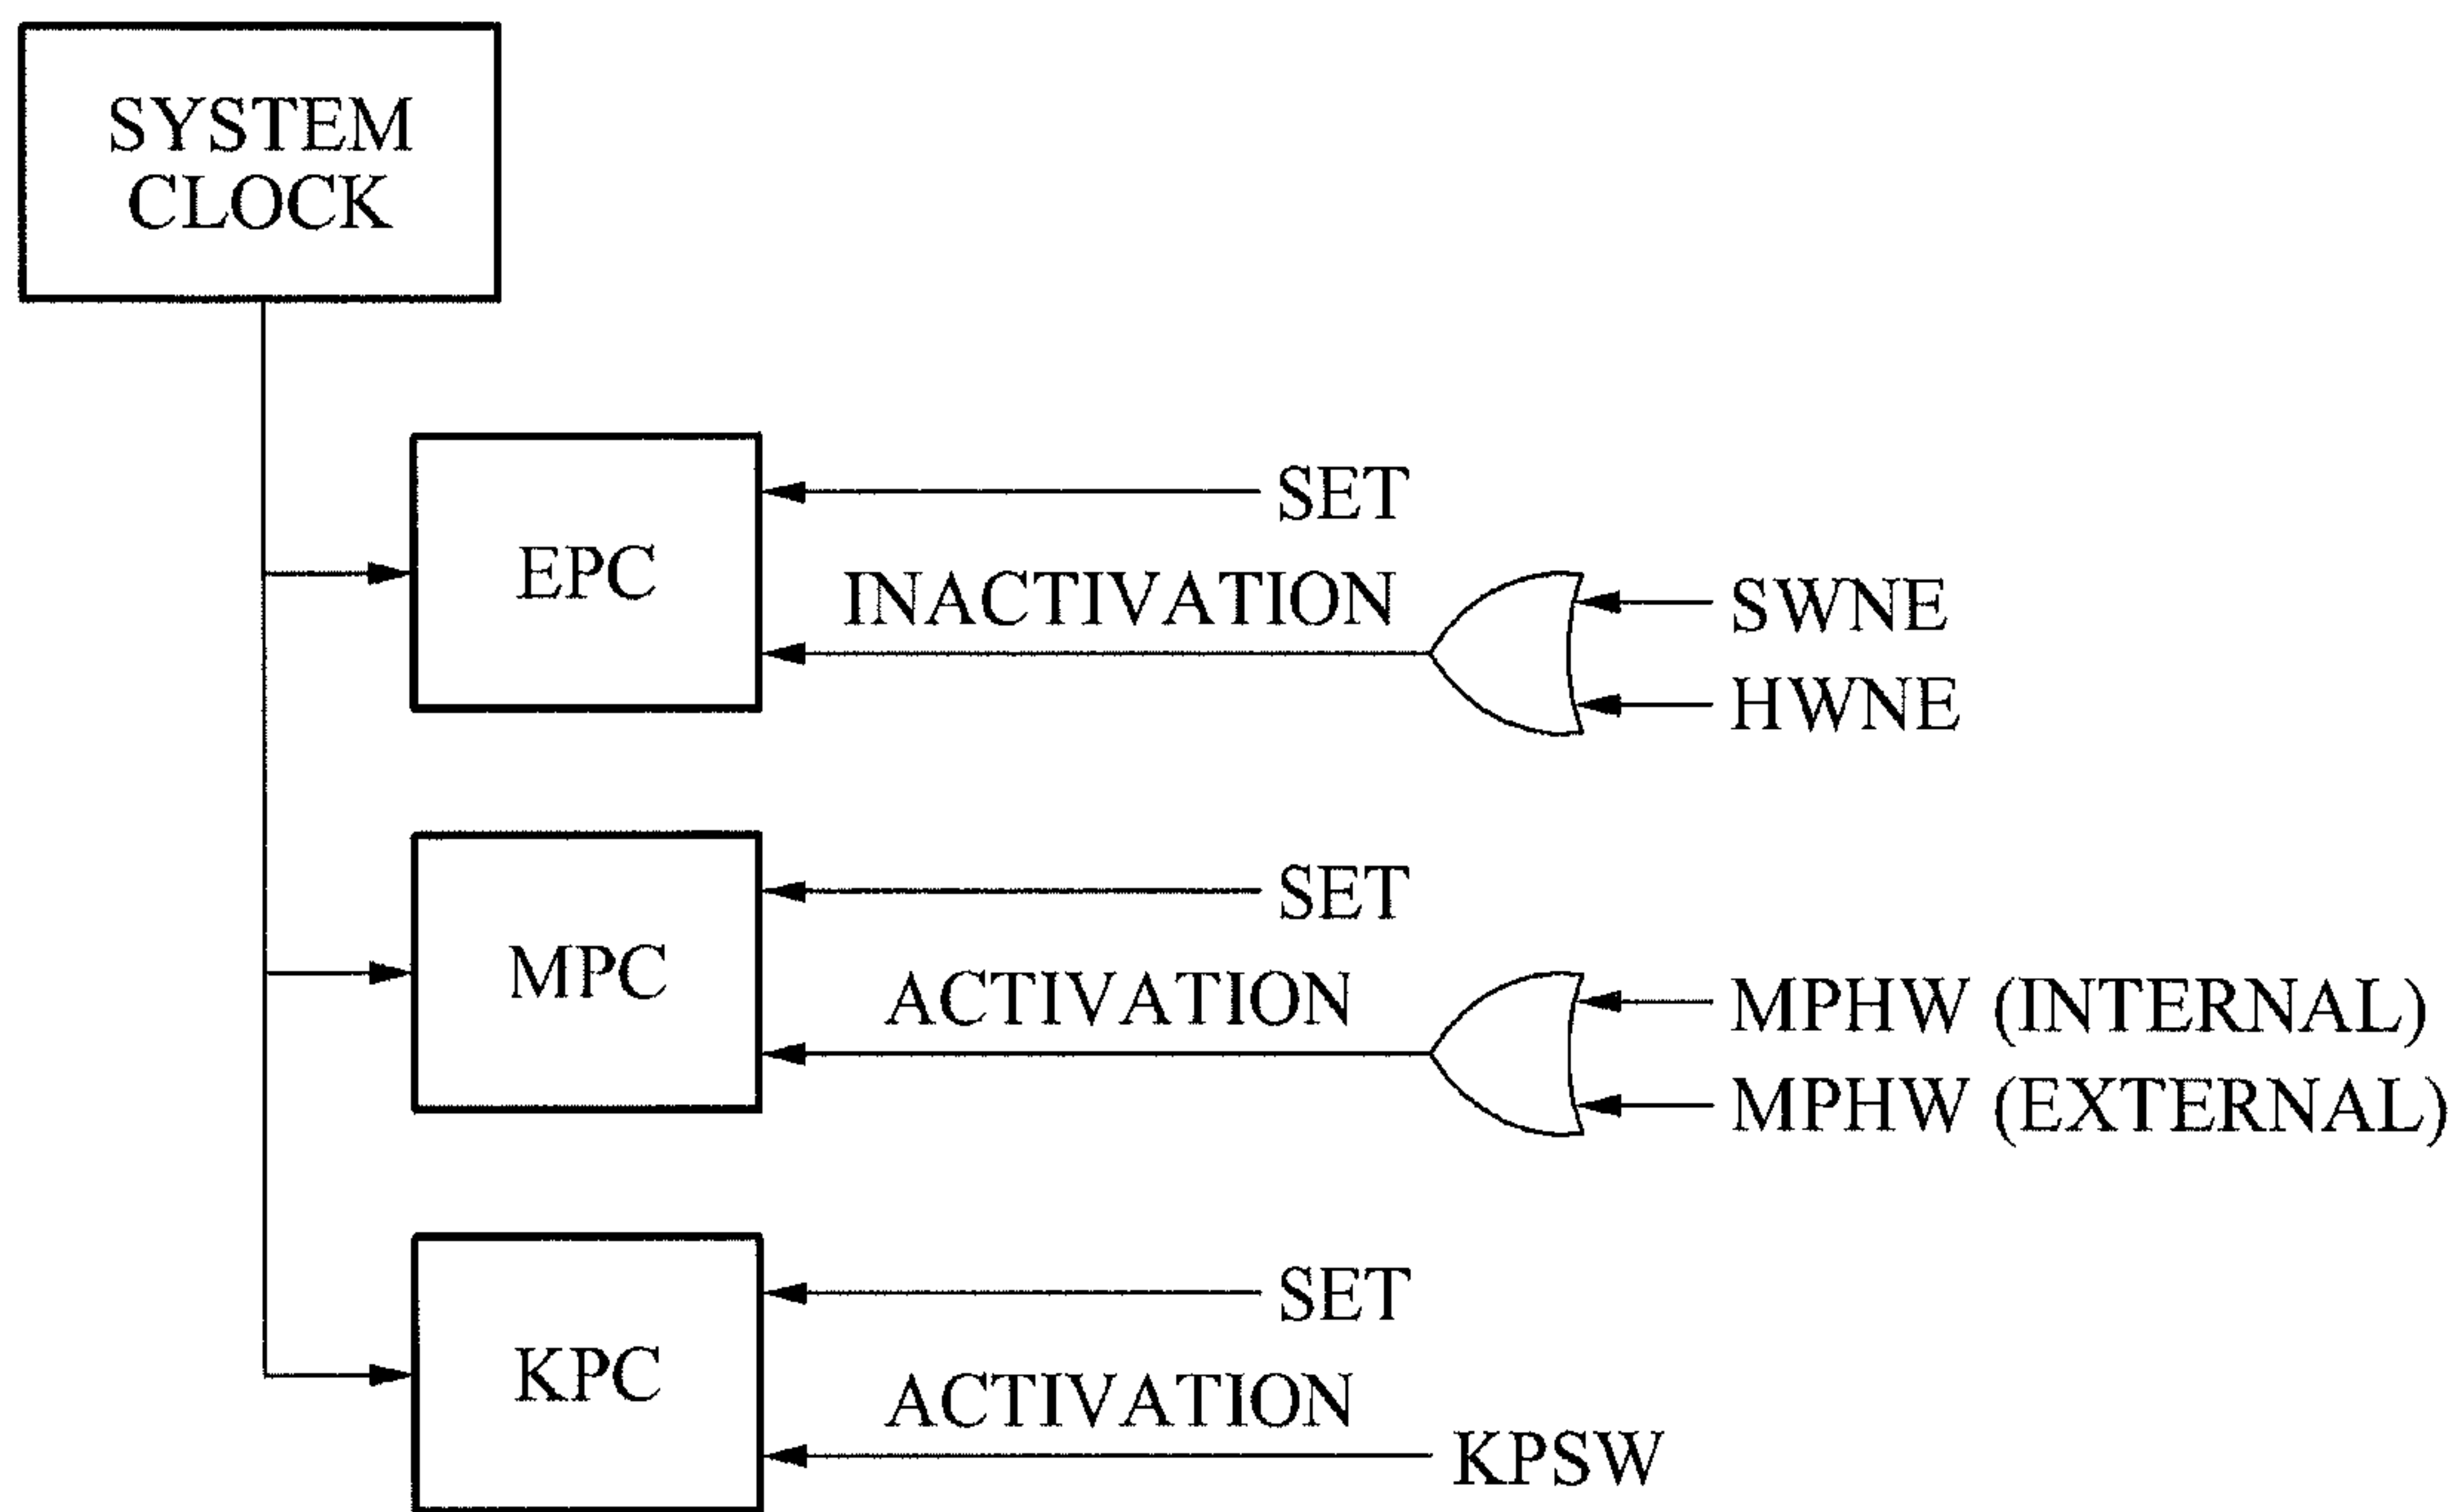 SYSTEM
CLOCK
SET
EPC
INACTIVATION
SWNE
HWNE
SET
MPC
ACTIVATION
MPHW (INTERNAL)
MPHW (EXTERNAL)
SET
KPC
ACTIVATION
KPSW